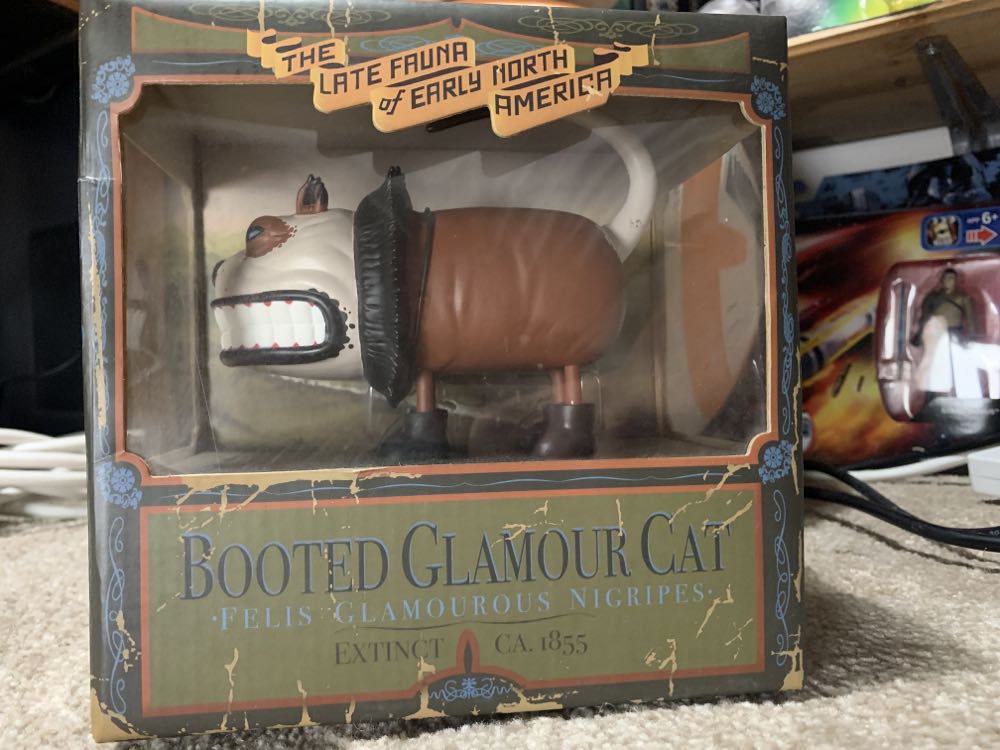 THE
LATE FAUNA
of EARLY NORTH
AMERICA
BOOTED GLAMOUR CAT
·FELIS GLAMOUROUS NIGRIPES·
EXTINCT CA. 1855
6+